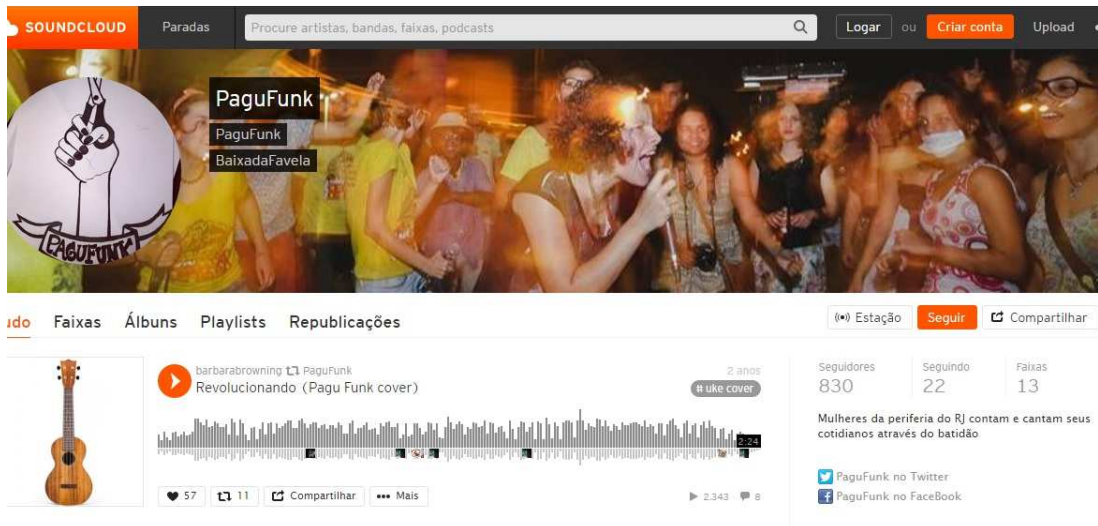 SOUNDCLOUD Paradas Procure artistas, bandas, faixas, podcasts Logar ou Criar conta Upload
PaguFunk
PaguFunk
BaixadaFavela
PAGUFUNK
udo Faixas Álbuns Playlists Republicações Estação Seguir Compartilhar
barbarabrowning PaguFunk 2 anos
Revolucionando (Pagu Funk cover) # uke cover
2:24
57 11 Compartilhar Mais 2.343 8
Seguidores Seguindo Faixas
830 22 13
Mulheres da periferia do RJ contam e cantam seus
cotidianos através do batidão
PaguFunk no Twitter
PaguFunk no FaceBook